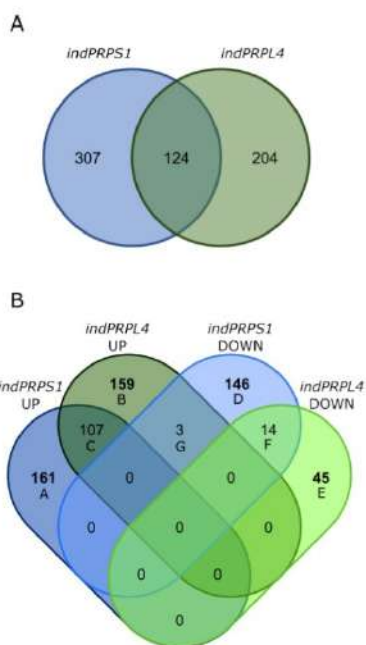 A
indPRPS1 indPRPL4
307 124 204
B
indPRPL4 indPRPS1
UP DOWN
indPRPS1 indPRPL4
UP DOWN
159 146
B D
107 3 14
C G F
161 0 0 45
A E
0 0 0
0 0
0